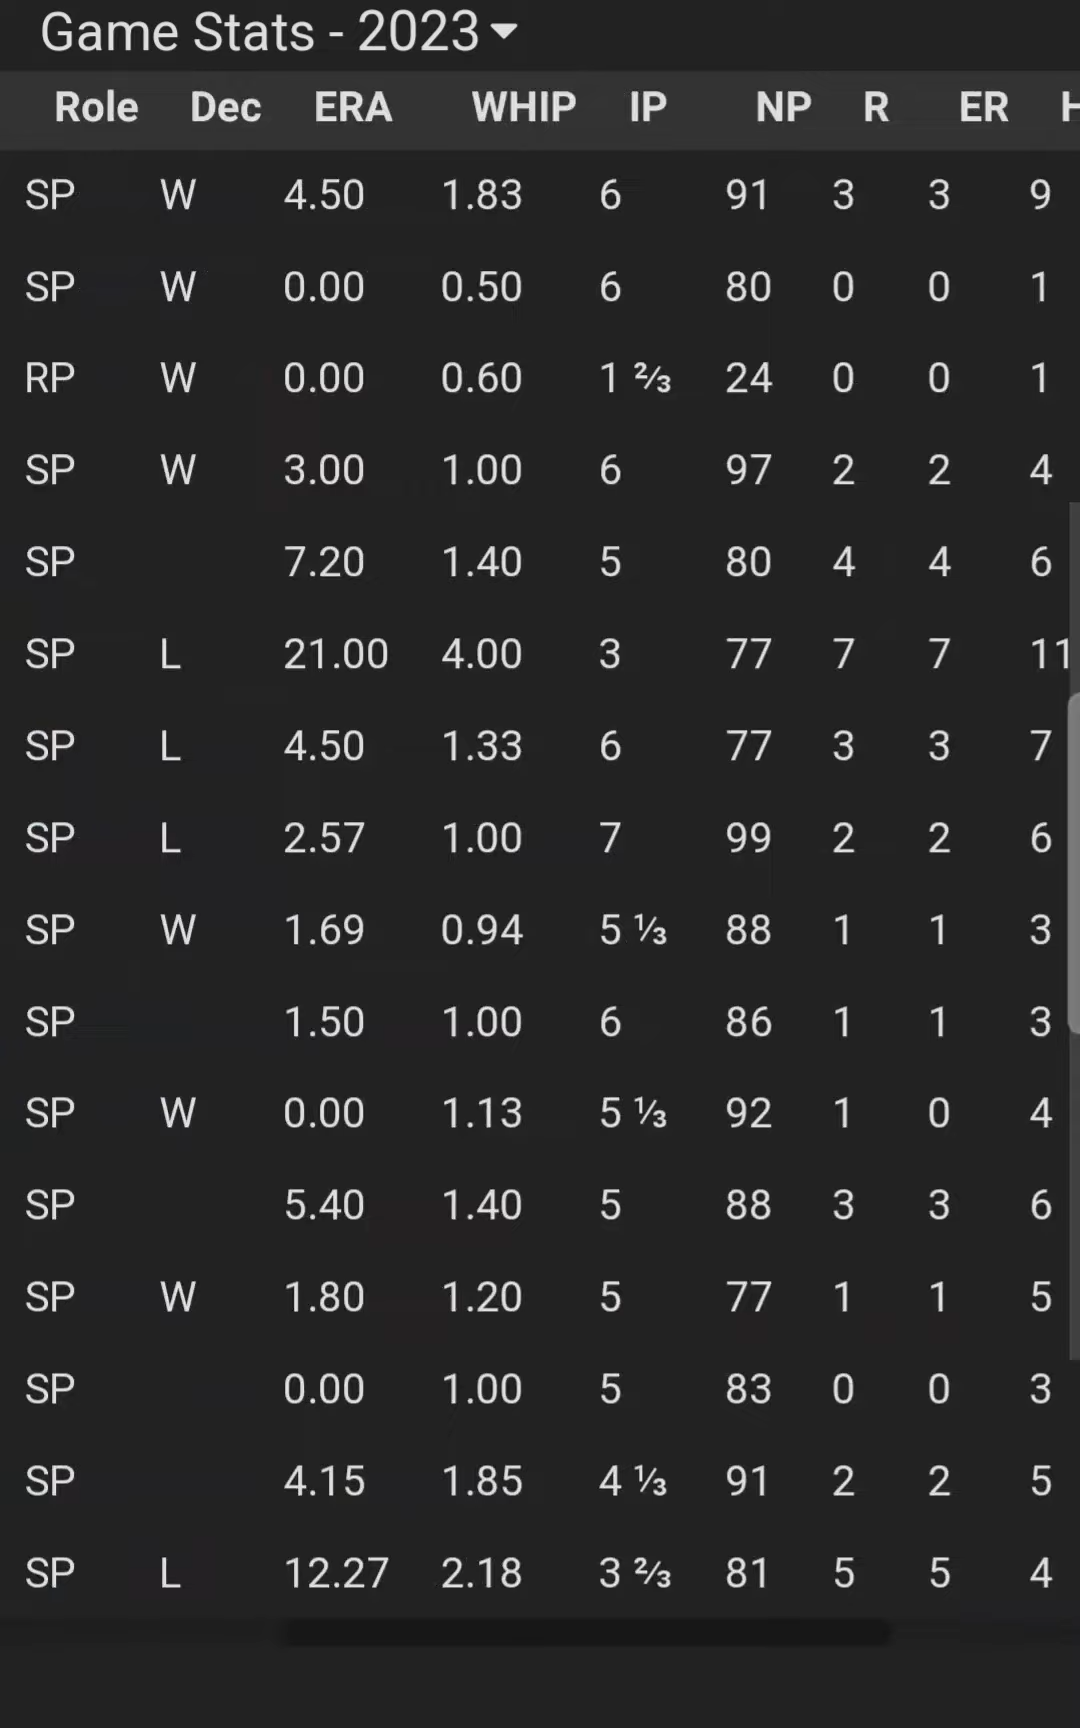 Game Stats - 2023
Role Dec ERA WHIP IP NP R ER H
SP W 4.50 1.83 6 91 3 3 9
SP W 0.00 0.50 6 80 0 0 1
RP W 0.00 0.60 1 ⅔ 24 0 0 1
SP W 3.00 1.00 6 97 2 2 4
SP 7.20 1.40 5 80 4 4 6
SP L 21.00 4.00 3 77 7 7 11
SP L 4.50 1.33 6 77 3 3 7
SP L 2.57 1.00 7 99 2 2 6
SP W 1.69 0.94 5 ⅓ 88 1 1 3
SP 1.50 1.00 6 86 1 1 3
SP W 0.00 1.13 5 ⅓ 92 1 0 4
SP 5.40 1.40 5 88 3 3 6
SP W 1.80 1.20 5 77 1 1 5
SP 0.00 1.00 5 83 0 0 3
SP 4.15 1.85 4 ⅓ 91 2 2 5
SP L 12.27 2.18 3 ⅔ 81 5 5 4